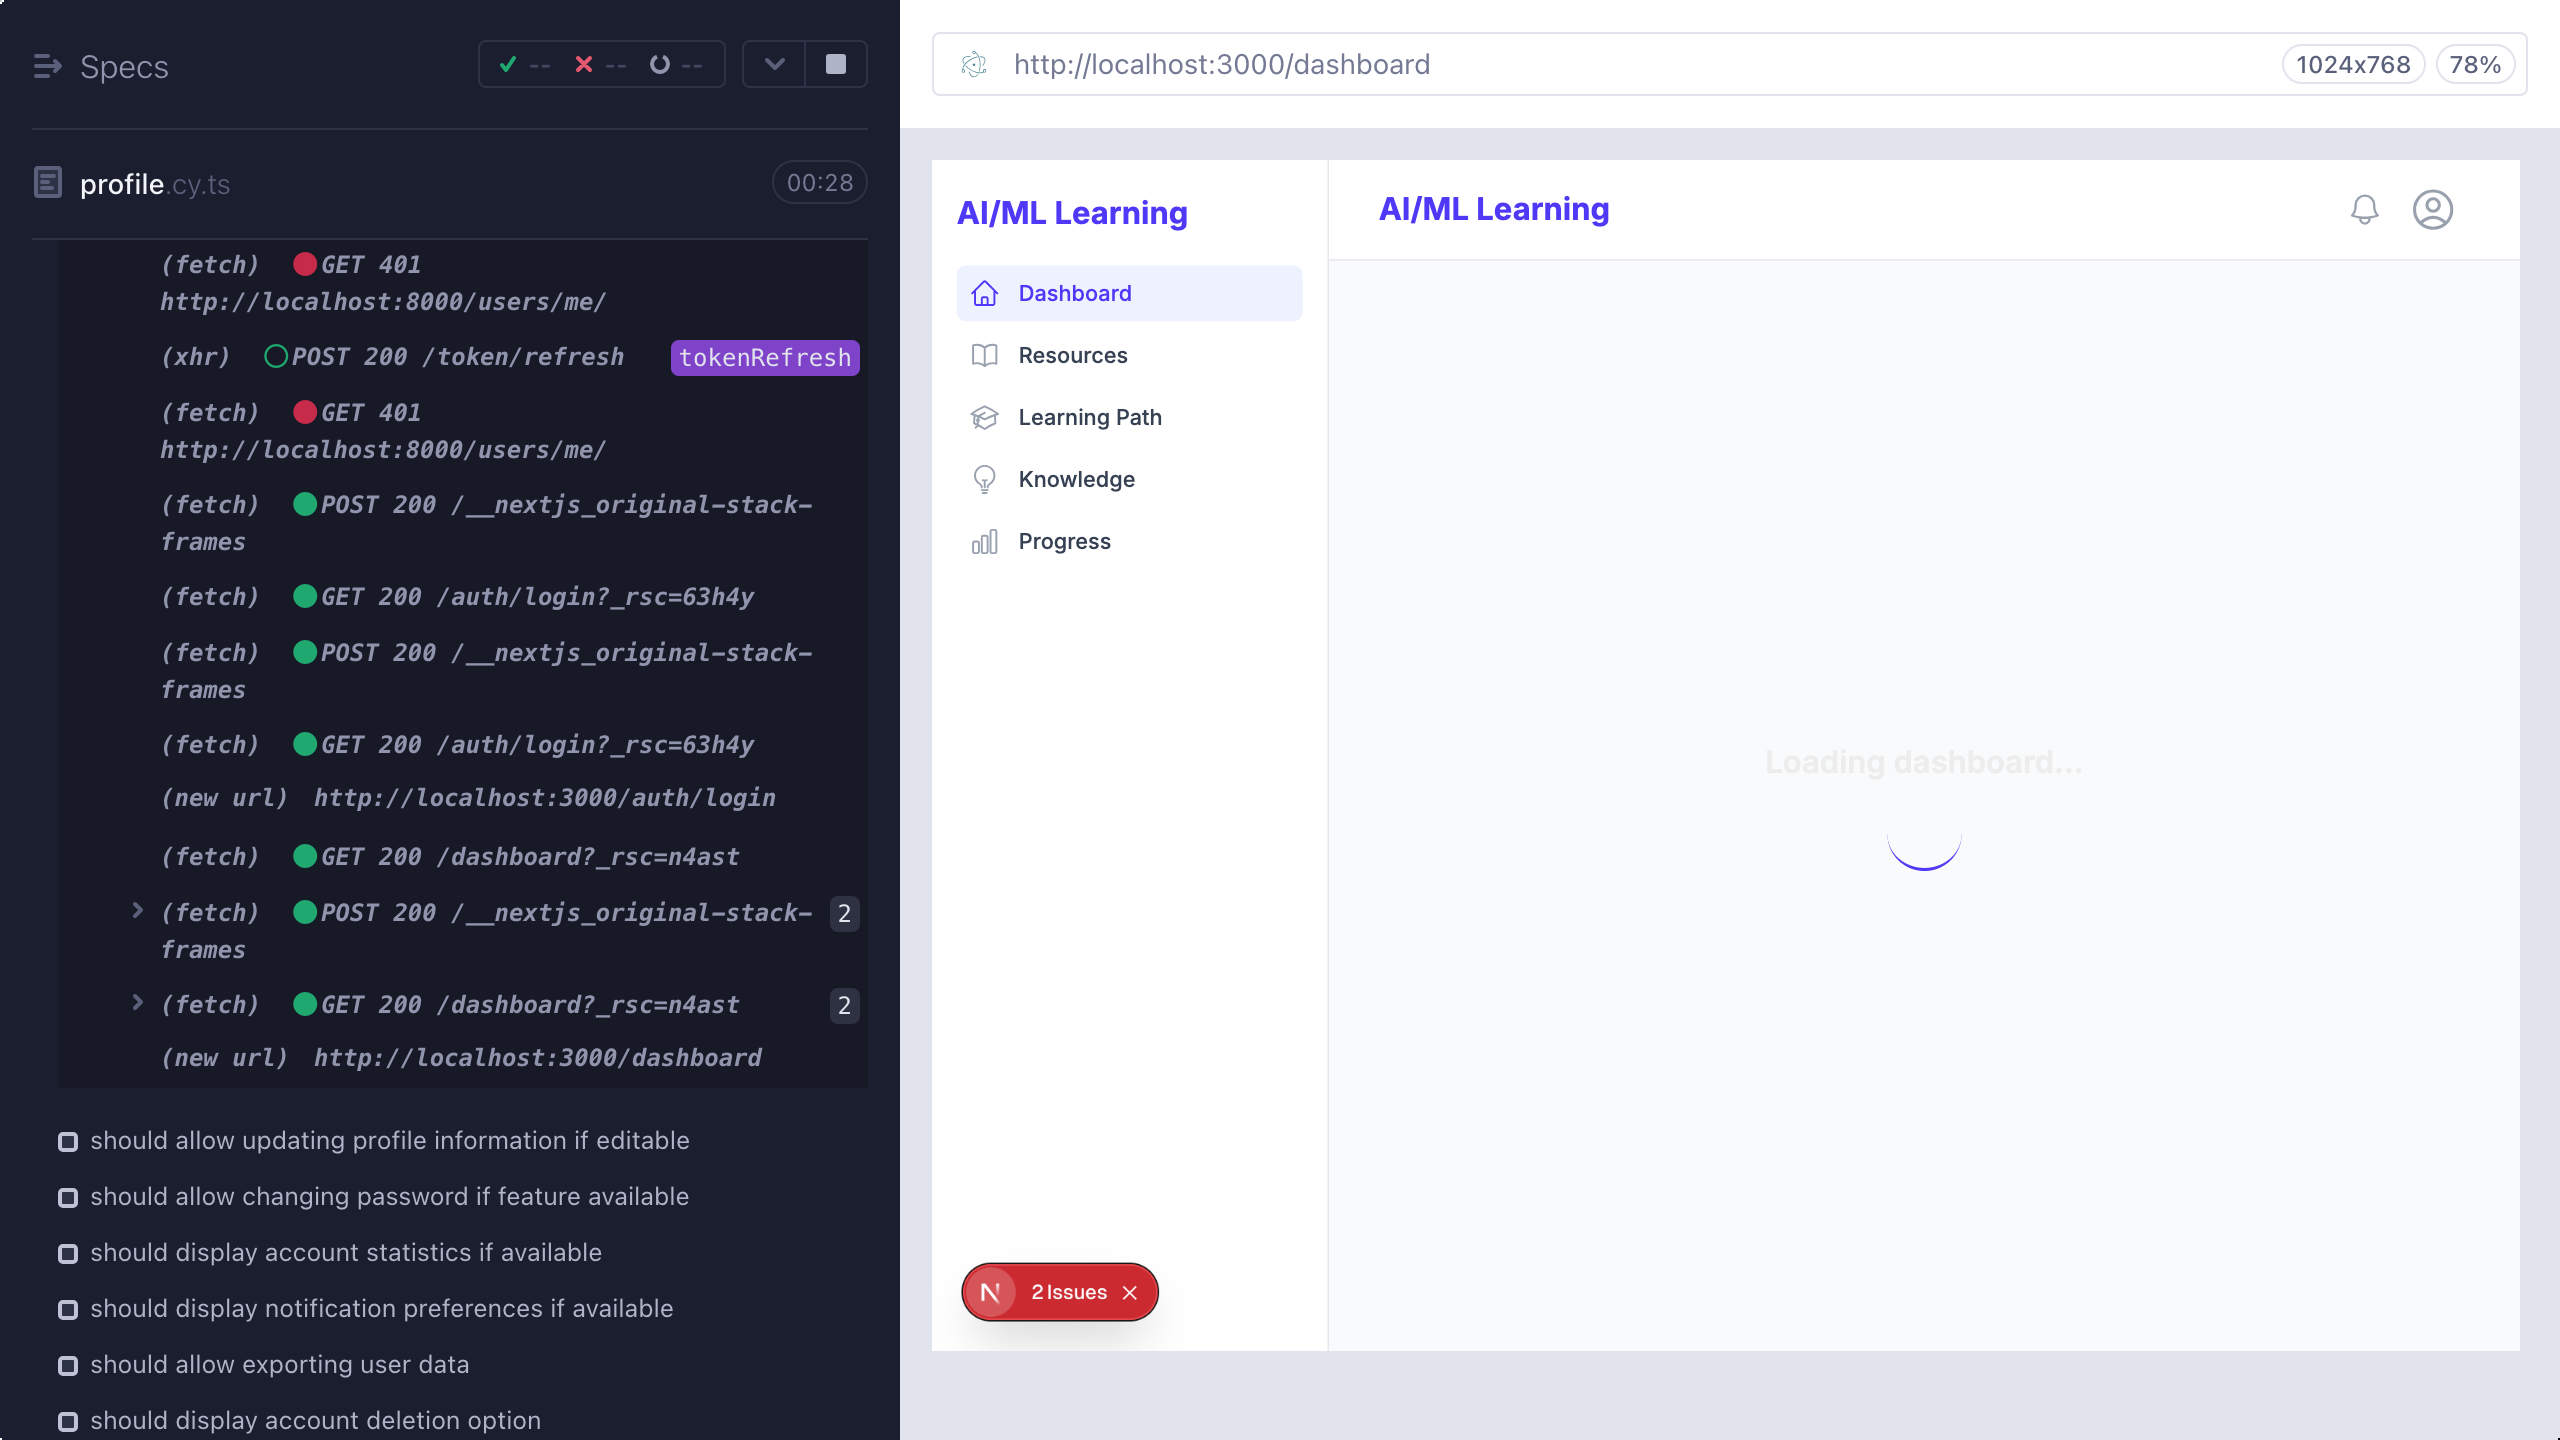 Specs
--
--
--
profile.cy.ts
00:28
(fetch) GET 401
http://localhost:8000/users/me/
(xhr) POST 200 /token/refresh tokenRefresh
(fetch) GET 401
http://localhost:8000/users/me/
(fetch) POST 200 /__nextjs_original-stack-
frames
(fetch) GET 200 /auth/login?_rsc=63h4y
(fetch) POST 200 /__nextjs_original-stack-
frames
(fetch) GET 200 /auth/login?_rsc=63h4y
(new url) http://localhost:3000/auth/login
(fetch) GET 200 /dashboard?_rsc=n4ast
(fetch) POST 200 /__nextjs_original-stack- 2
frames
(fetch) GET 200 /dashboard?_rsc=n4ast 2
(new url) http://localhost:3000/dashboard
should allow updating profile information if editable
should allow changing password if feature available
should display account statistics if available
should display notification preferences if available
should allow exporting user data
should display account deletion option
http://localhost:3000/dashboard
1024x768
78%
AI/ML Learning
Dashboard
Resources
Learning Path
Knowledge
Progress
N 2 Issues
AI/ML Learning
Loading dashboard...